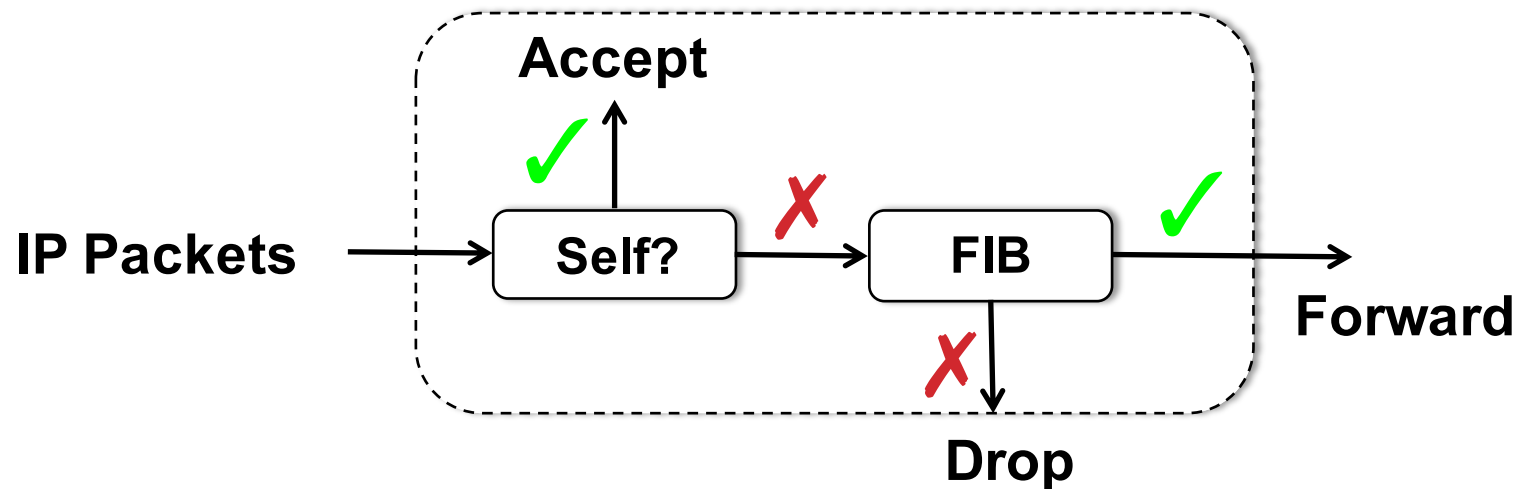 Accept
IP Packets
Self?
FIB
Forward
Drop